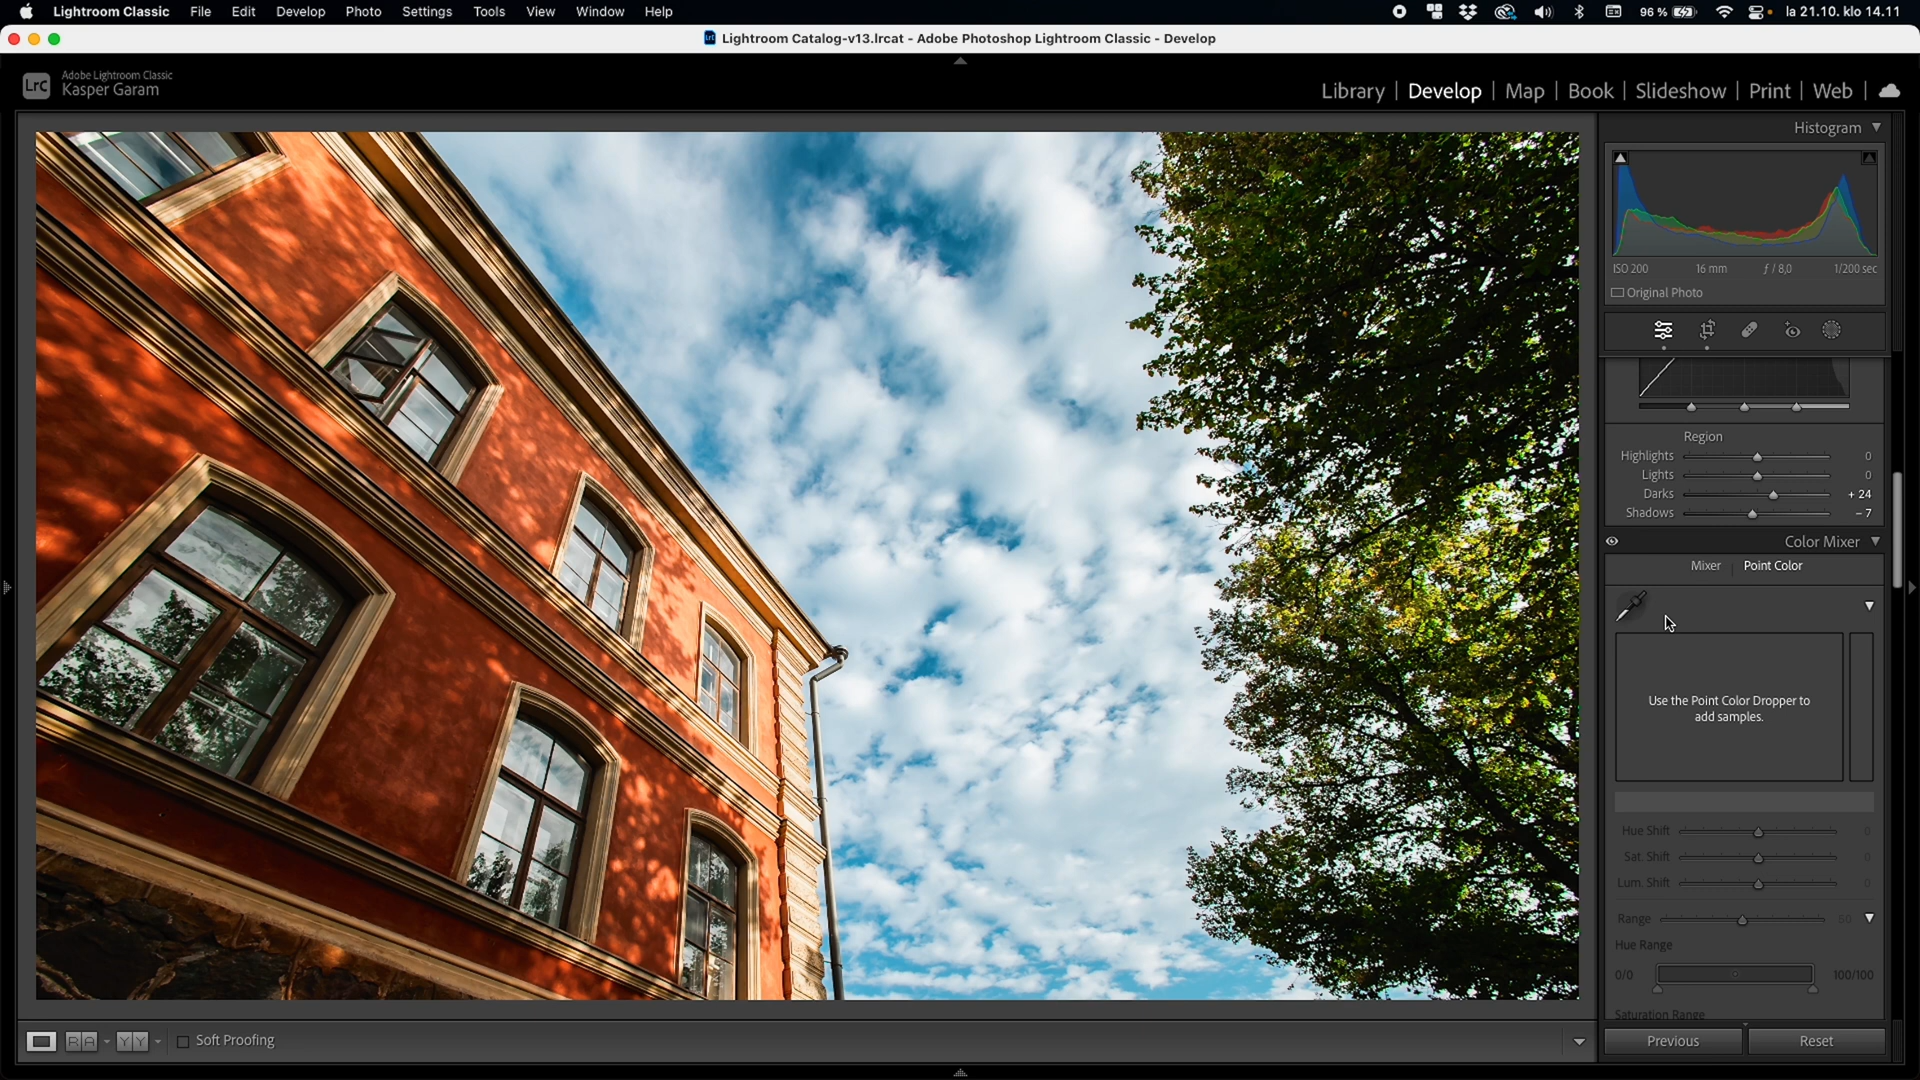 Lightroom Classic File Edit Develop Photo Settings Tools View Window Help 96 % la 21.10. klo 14.11
Lightroom Catalog-v13.lrcat - Adobe Photoshop Lightroom Classic - Develop
LrC
Adobe Lightroom Classic
Kasper Garam
Library | Develop | Map | Book | Slideshow | Print | Web
Histogram
ISO 200 16 mm ƒ / 8,0 1/200 sec
Original Photo
Region
Highlights 0
Lights 0
Darks + 24
Shadows - 7
Color Mixer
Mixer | Point Color
Use the Point Color Dropper to
add samples.
Hue Shift 0
Sat. Shift 0
Lum. Shift 0
Range 50
Hue Range
0/0 100/100
Saturation Range
R A Y Y Soft Proofing
Previous Reset